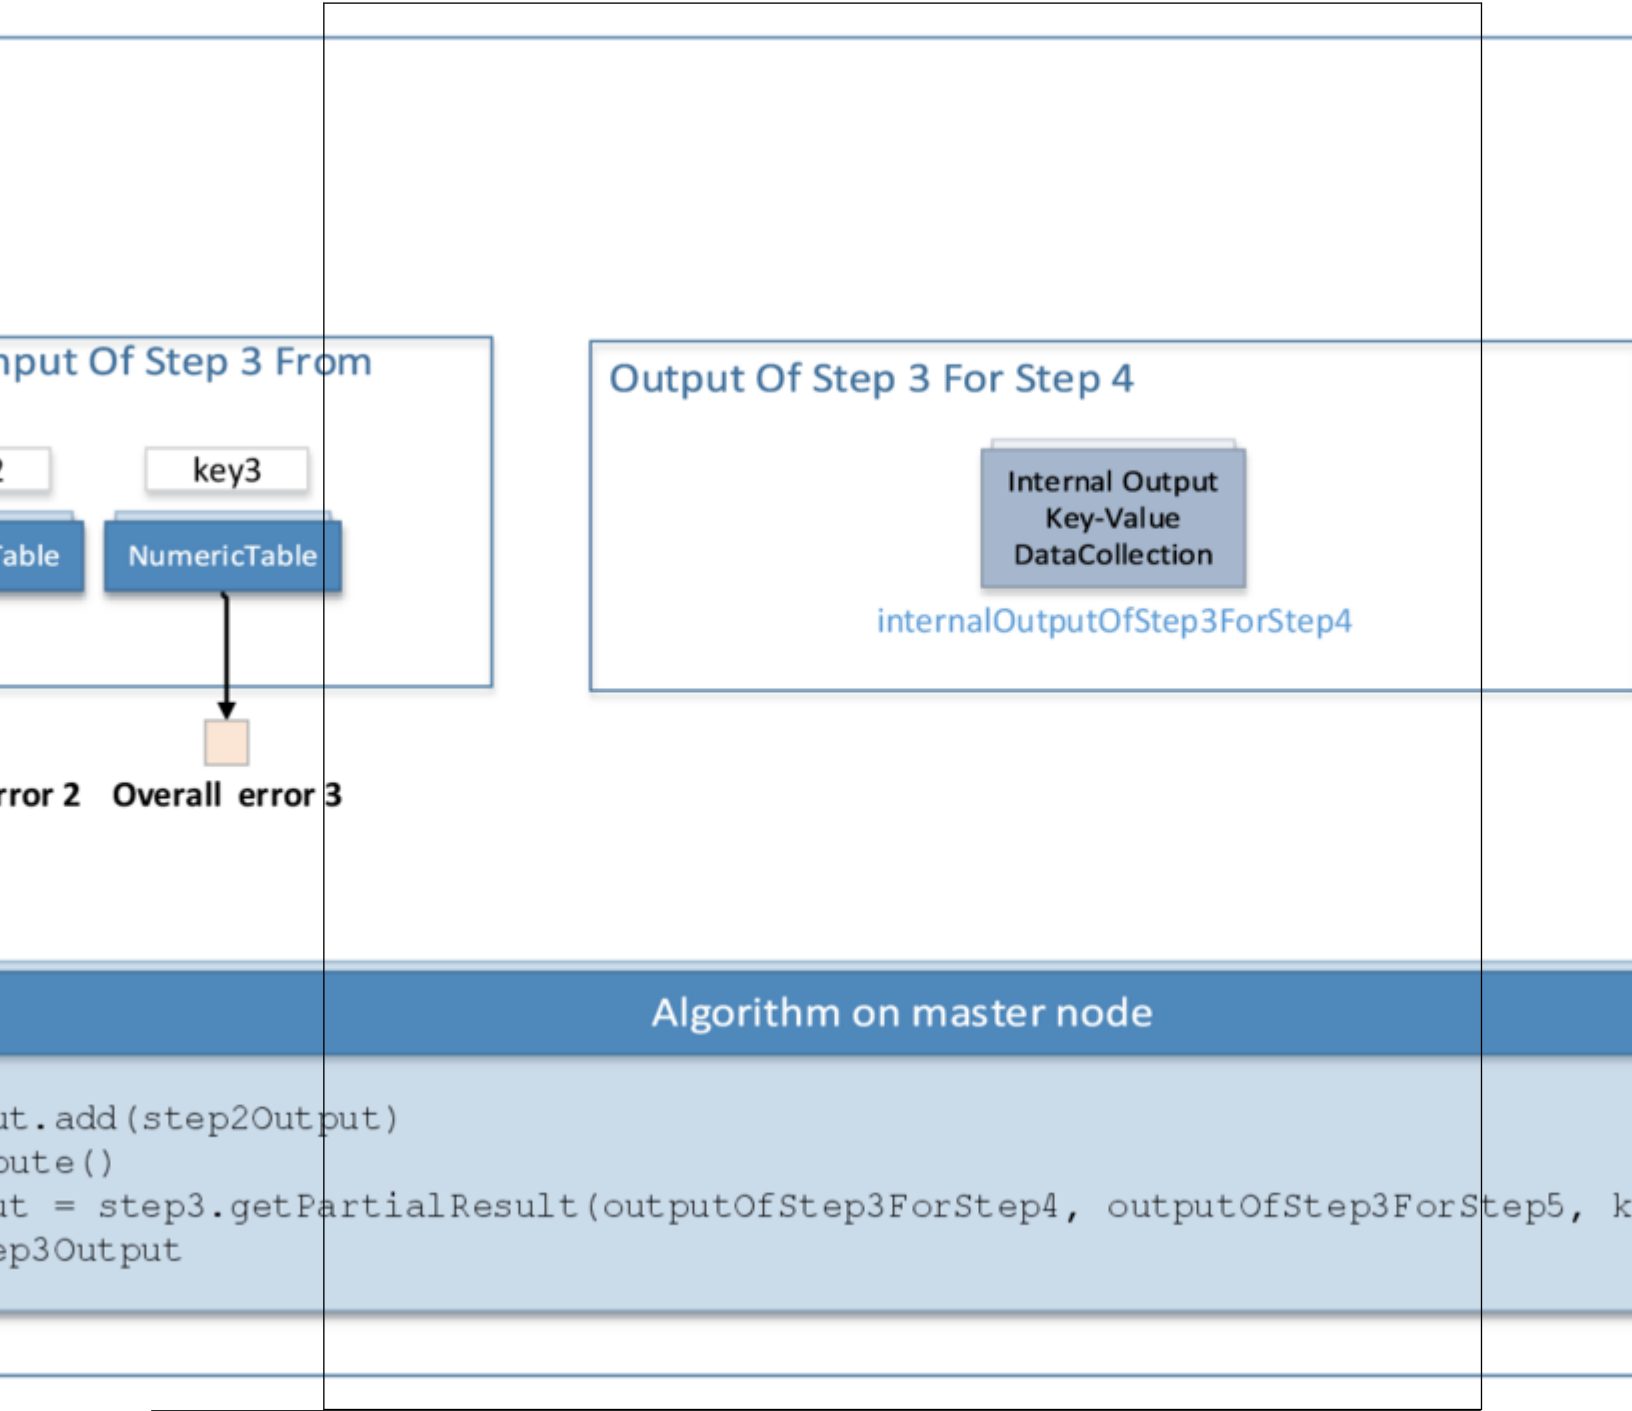 nput Of Step 3 From
Output Of Step 3 For Step 4
2
key3
Table
NumericTable
Internal Output
Key-Value
DataCollection
internalOutputOfStep3ForStep4
rror 2
Overall error 3
Algorithm on master node
ut.add(step2Output)
pute()
ut = step3.getPartialResult(outputOfStep3ForStep4, outputOfStep3ForStep5, k
ep3Output